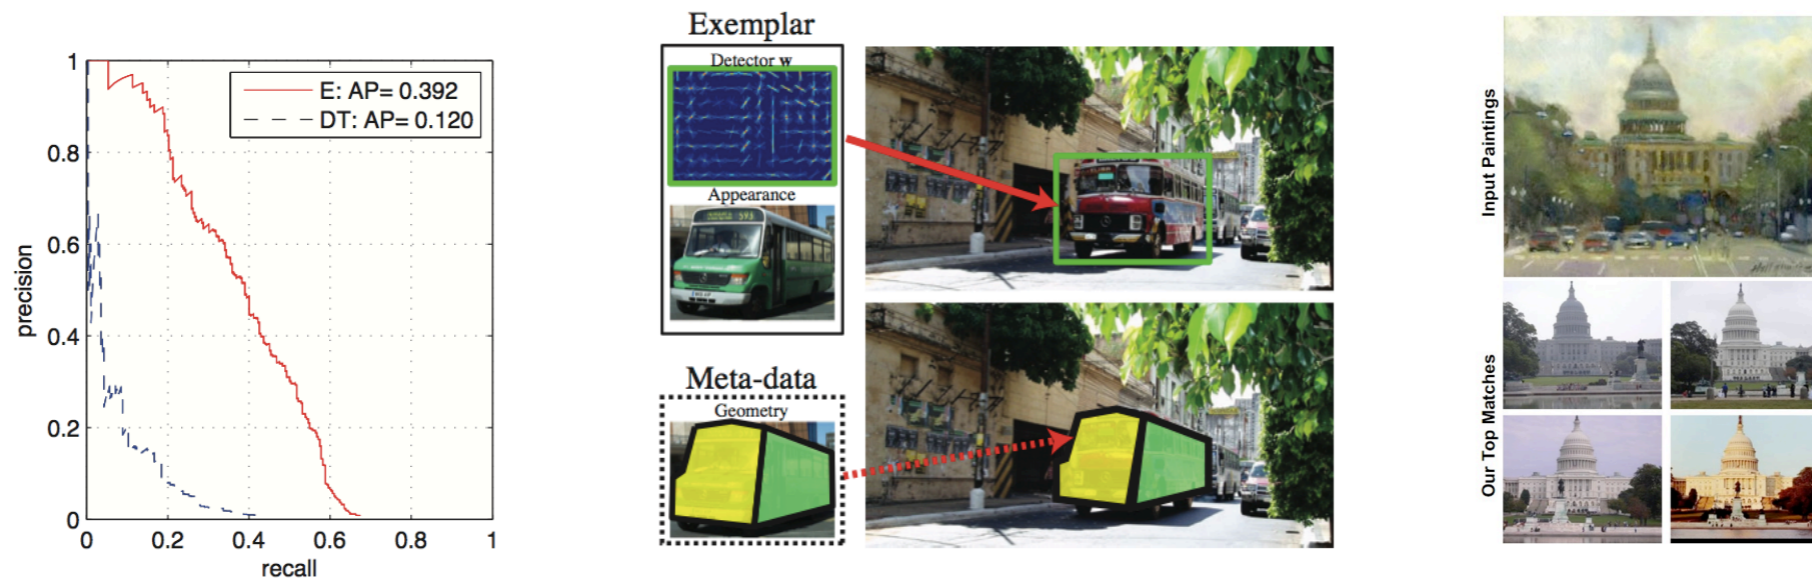 1
0.8
0.6
0.4
0.2
0
precision
0
0.2
0.4
0.6
0.8
1
recall
E: AP= 0.392
DT: AP= 0.120
Exemplar
Detector w
Appearance
Meta-data
Geometry
Input Paintings
Our Top Matches